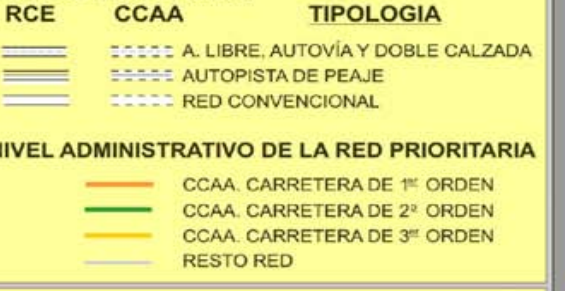 RCE CCAA TIPOLOGIA
A. LIBRE, AUTOVÍA Y DOBLE CALZADA
AUTOPISTA DE PEAJE
RED CONVENCIONAL
NIVEL ADMINISTRATIVO DE LA RED PRIORITARIA
CCAA. CARRETERA DE 1er ORDEN
CCAA. CARRETERA DE 2º ORDEN
CCAA. CARRETERA DE 3er ORDEN
RESTO RED